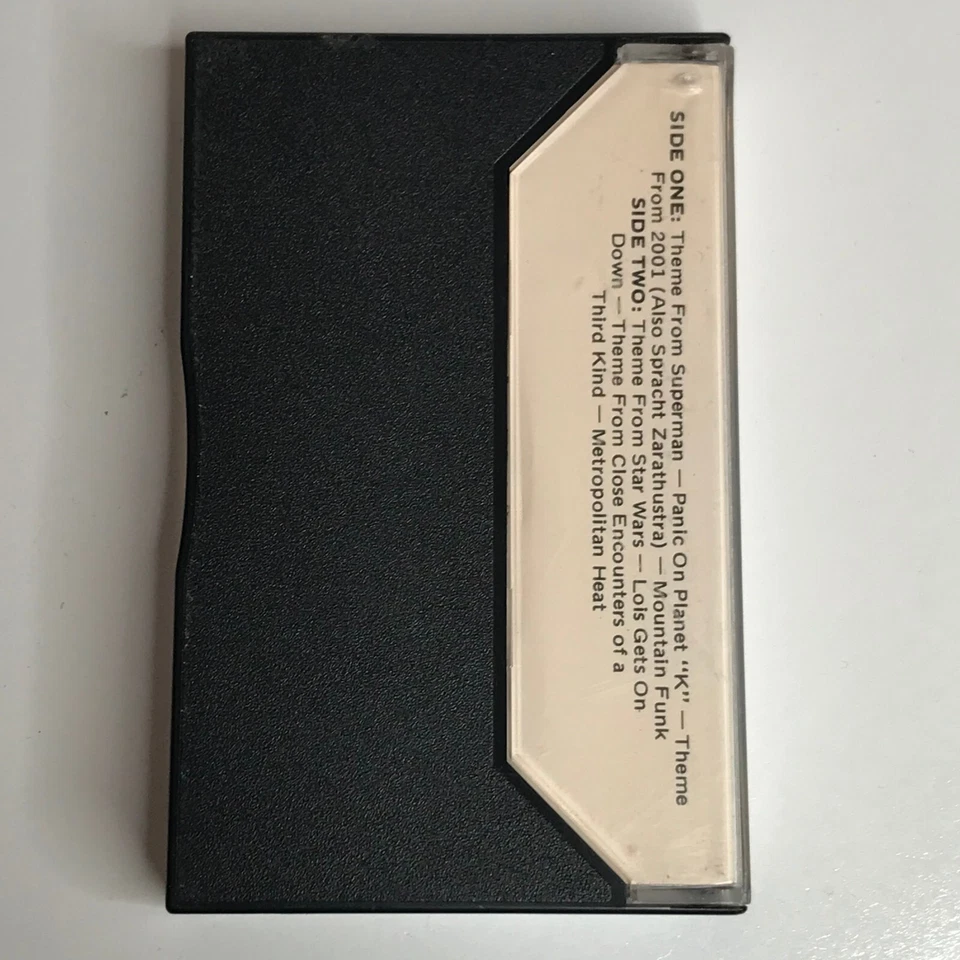 SIDE ONE: Theme From Superman — Panic On Planet “K” — Theme
From 2001 (Also Spracht Zarathustra) — Mountain Funk
SIDE TWO: Theme From Star Wars — Lois Gets On
Down — Theme From Close Encounters of a
Third Kind — Metropolitan Heat